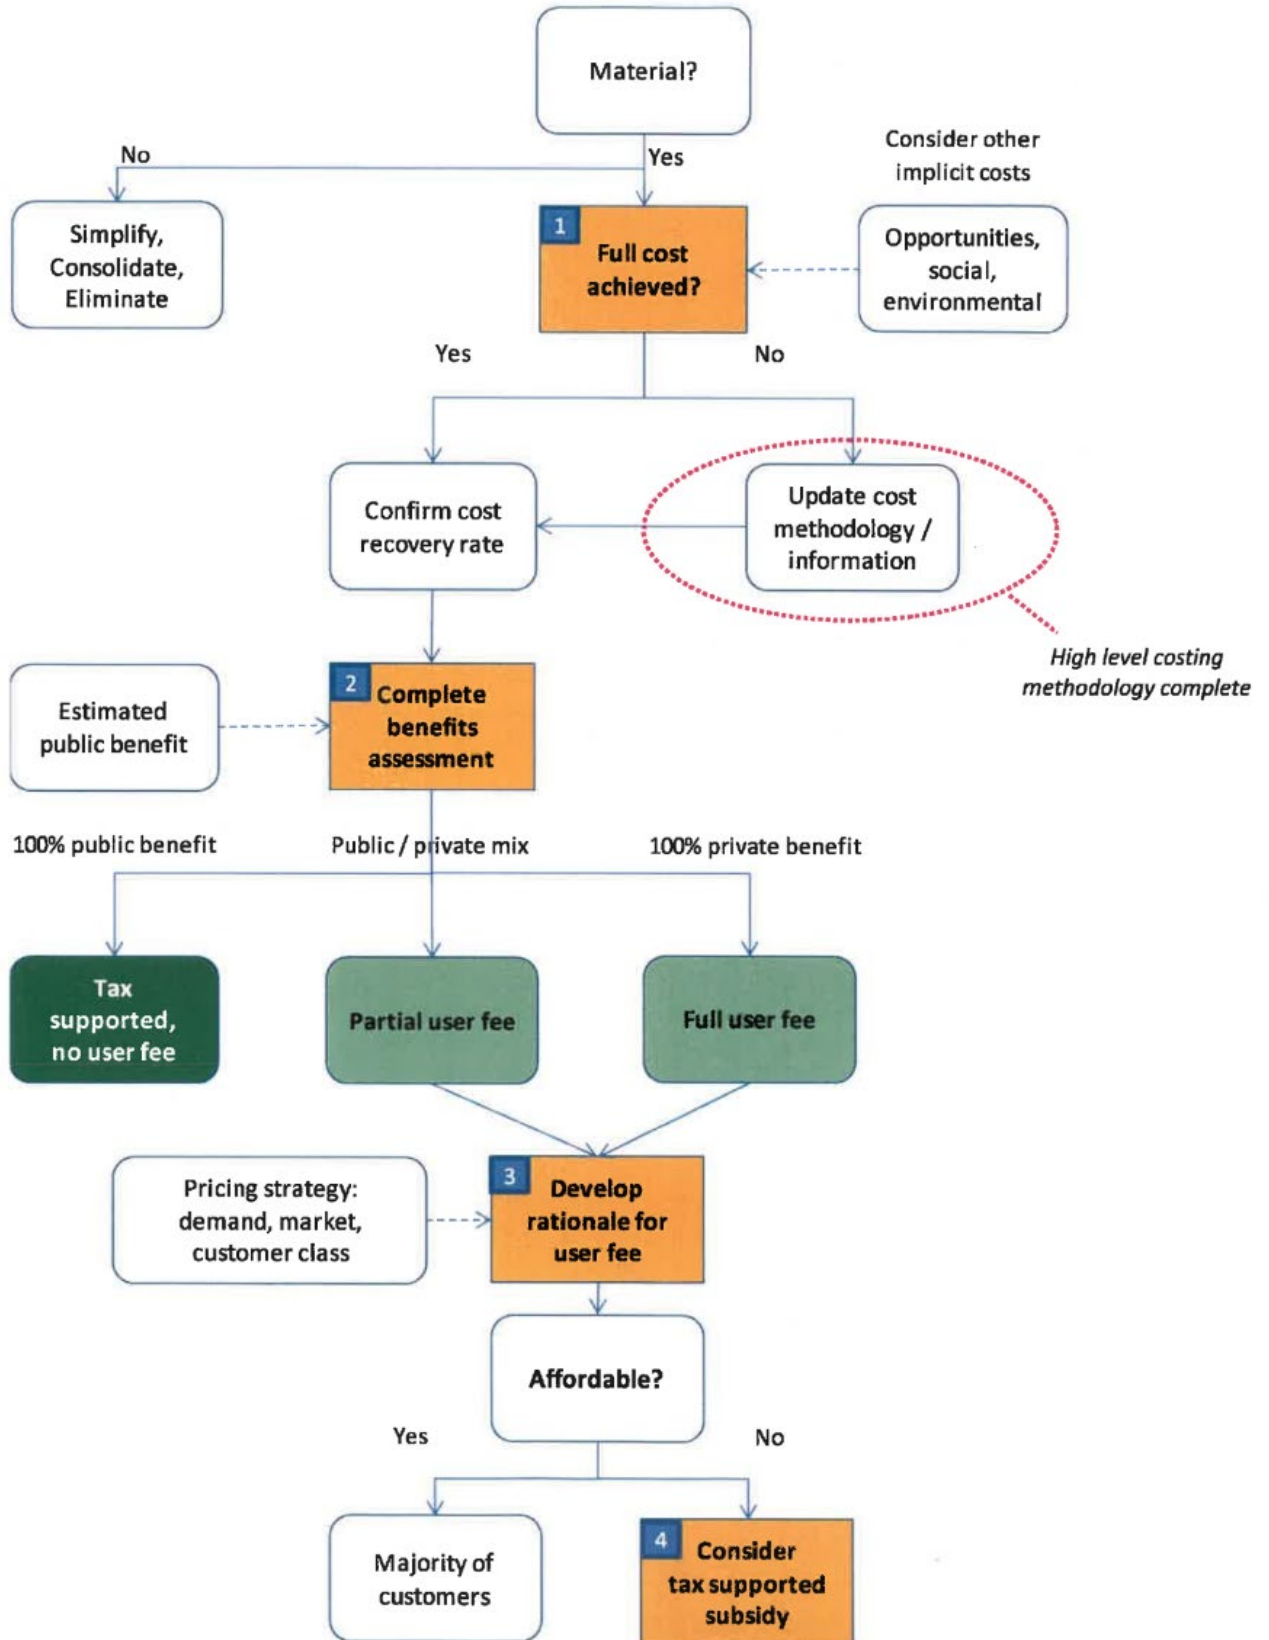 Material?
No
Yes
Consider other
implicit costs
Simplify,
Consolidate,
Eliminate
1
Full cost
achieved?
Opportunities,
social,
environmental
Yes
No
Confirm cost
recovery rate
Update cost
methodology /
information
High level costing
methodology complete
Estimated
public benefit
2
Complete
benefits
assessment
100% public benefit
Public / private mix
100% private benefit
Tax
supported,
no user fee
Partial user fee
Full user fee
Pricing strategy:
demand, market,
customer class
3
Develop
rationale for
user fee
Affordable?
Yes
No
Majority of
customers
4
Consider
tax supported
subsidy